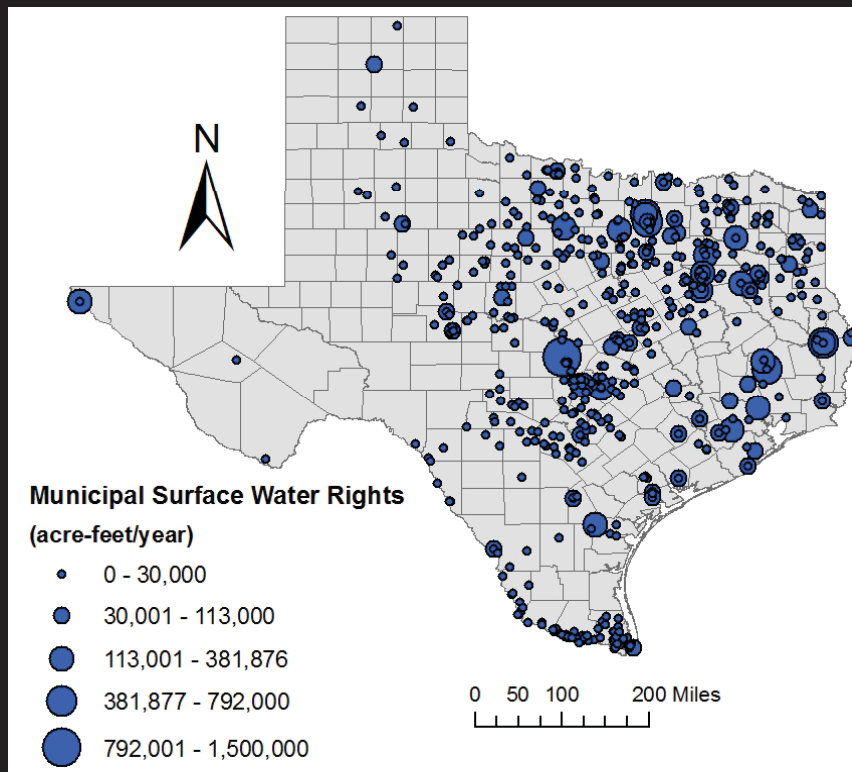 N
Municipal Surface Water Rights
(acre-feet/year)
0 - 30,000
30,001 - 113,000
113,001 - 381,876
381,877 - 792,000
792,001 - 1,500,000
0 50 100 200 Miles